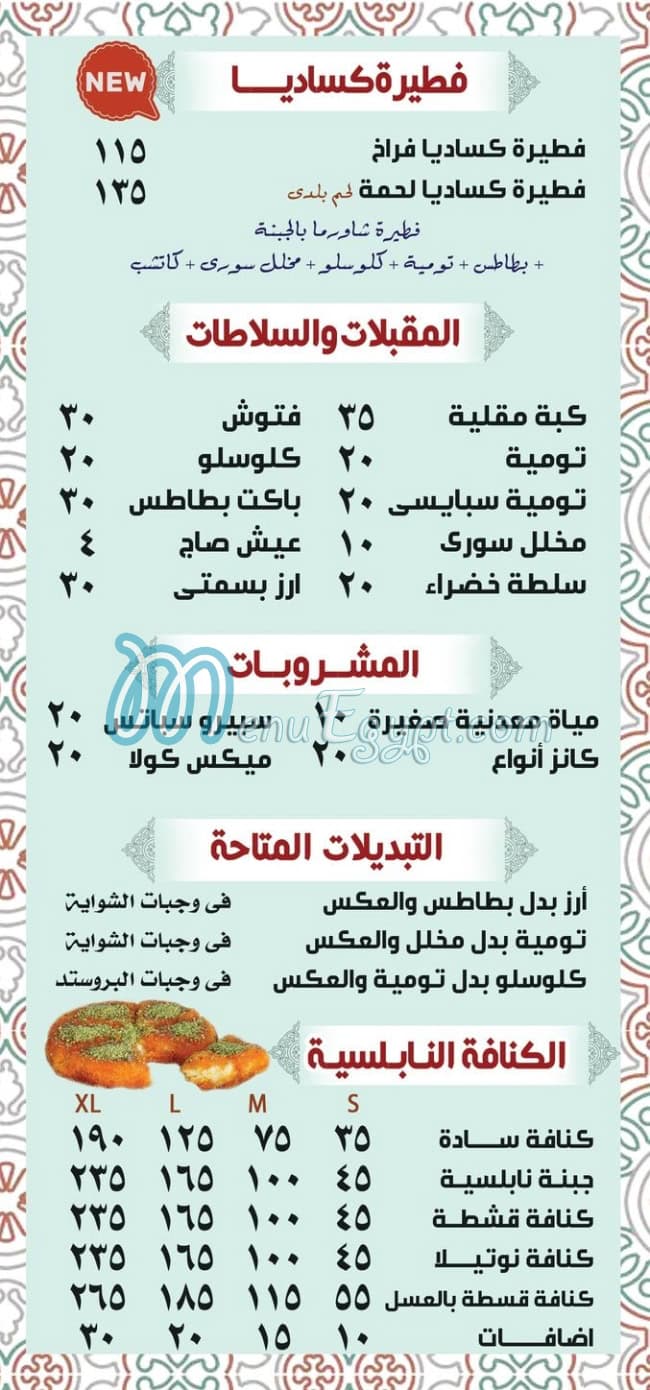 فطيرة كساديا
NEW
فطيرة كساديا فراخ ١١٥
فطيرة كساديا لحمة لحم بلدى ١٣٥
فطيرة شاورما بالجبنة
+ بطاطس + تومية + كلوسلو + مخلل سورى + كاتشب
المقبلات والسلاطات
كبة مقلية ٣٥ فتوش ٣٠
تومية ٢٠ كلوسلو ٢٠
تومية سبايسى ٢٠ باكت بطاطس ٣٠
مخلل سورى ١٠ عيش صاج ٤
سلطة خضراء ٢٠ ارز بسمتى ٣٠
المشروبات
مياة معدنية صغيرة ١٠ سبيرو سباتس ٢٠
كانز أنواع ٢٠ ميكس كولا ٢٠
MenuEgypt.com
التبديلات المتاحة
أرز بدل بطاطس والعكس فى وجبات الشواية
تومية بدل مخلل والعكس فى وجبات الشواية
كلوسلو بدل تومية والعكس فى وجبات البروستد
الكنافة النابلسية
S M L XL
كنافة سادة ٣٥ ٧٥ ١٢٥ ١٩٠
جبنة نابلسية ٤٥ ١٠٠ ١٦٥ ٢٣٥
كنافة قشطة ٤٥ ١٠٠ ١٦٥ ٢٣٥
كنافة نوتيلا ٤٥ ١٠٠ ١٦٥ ٢٣٥
كنافة قسطة بالعسل ٥٥ ١١٥ ١٨٥ ٢٦٥
اضافات ١٠ ١٥ ٢٠ ٣٠